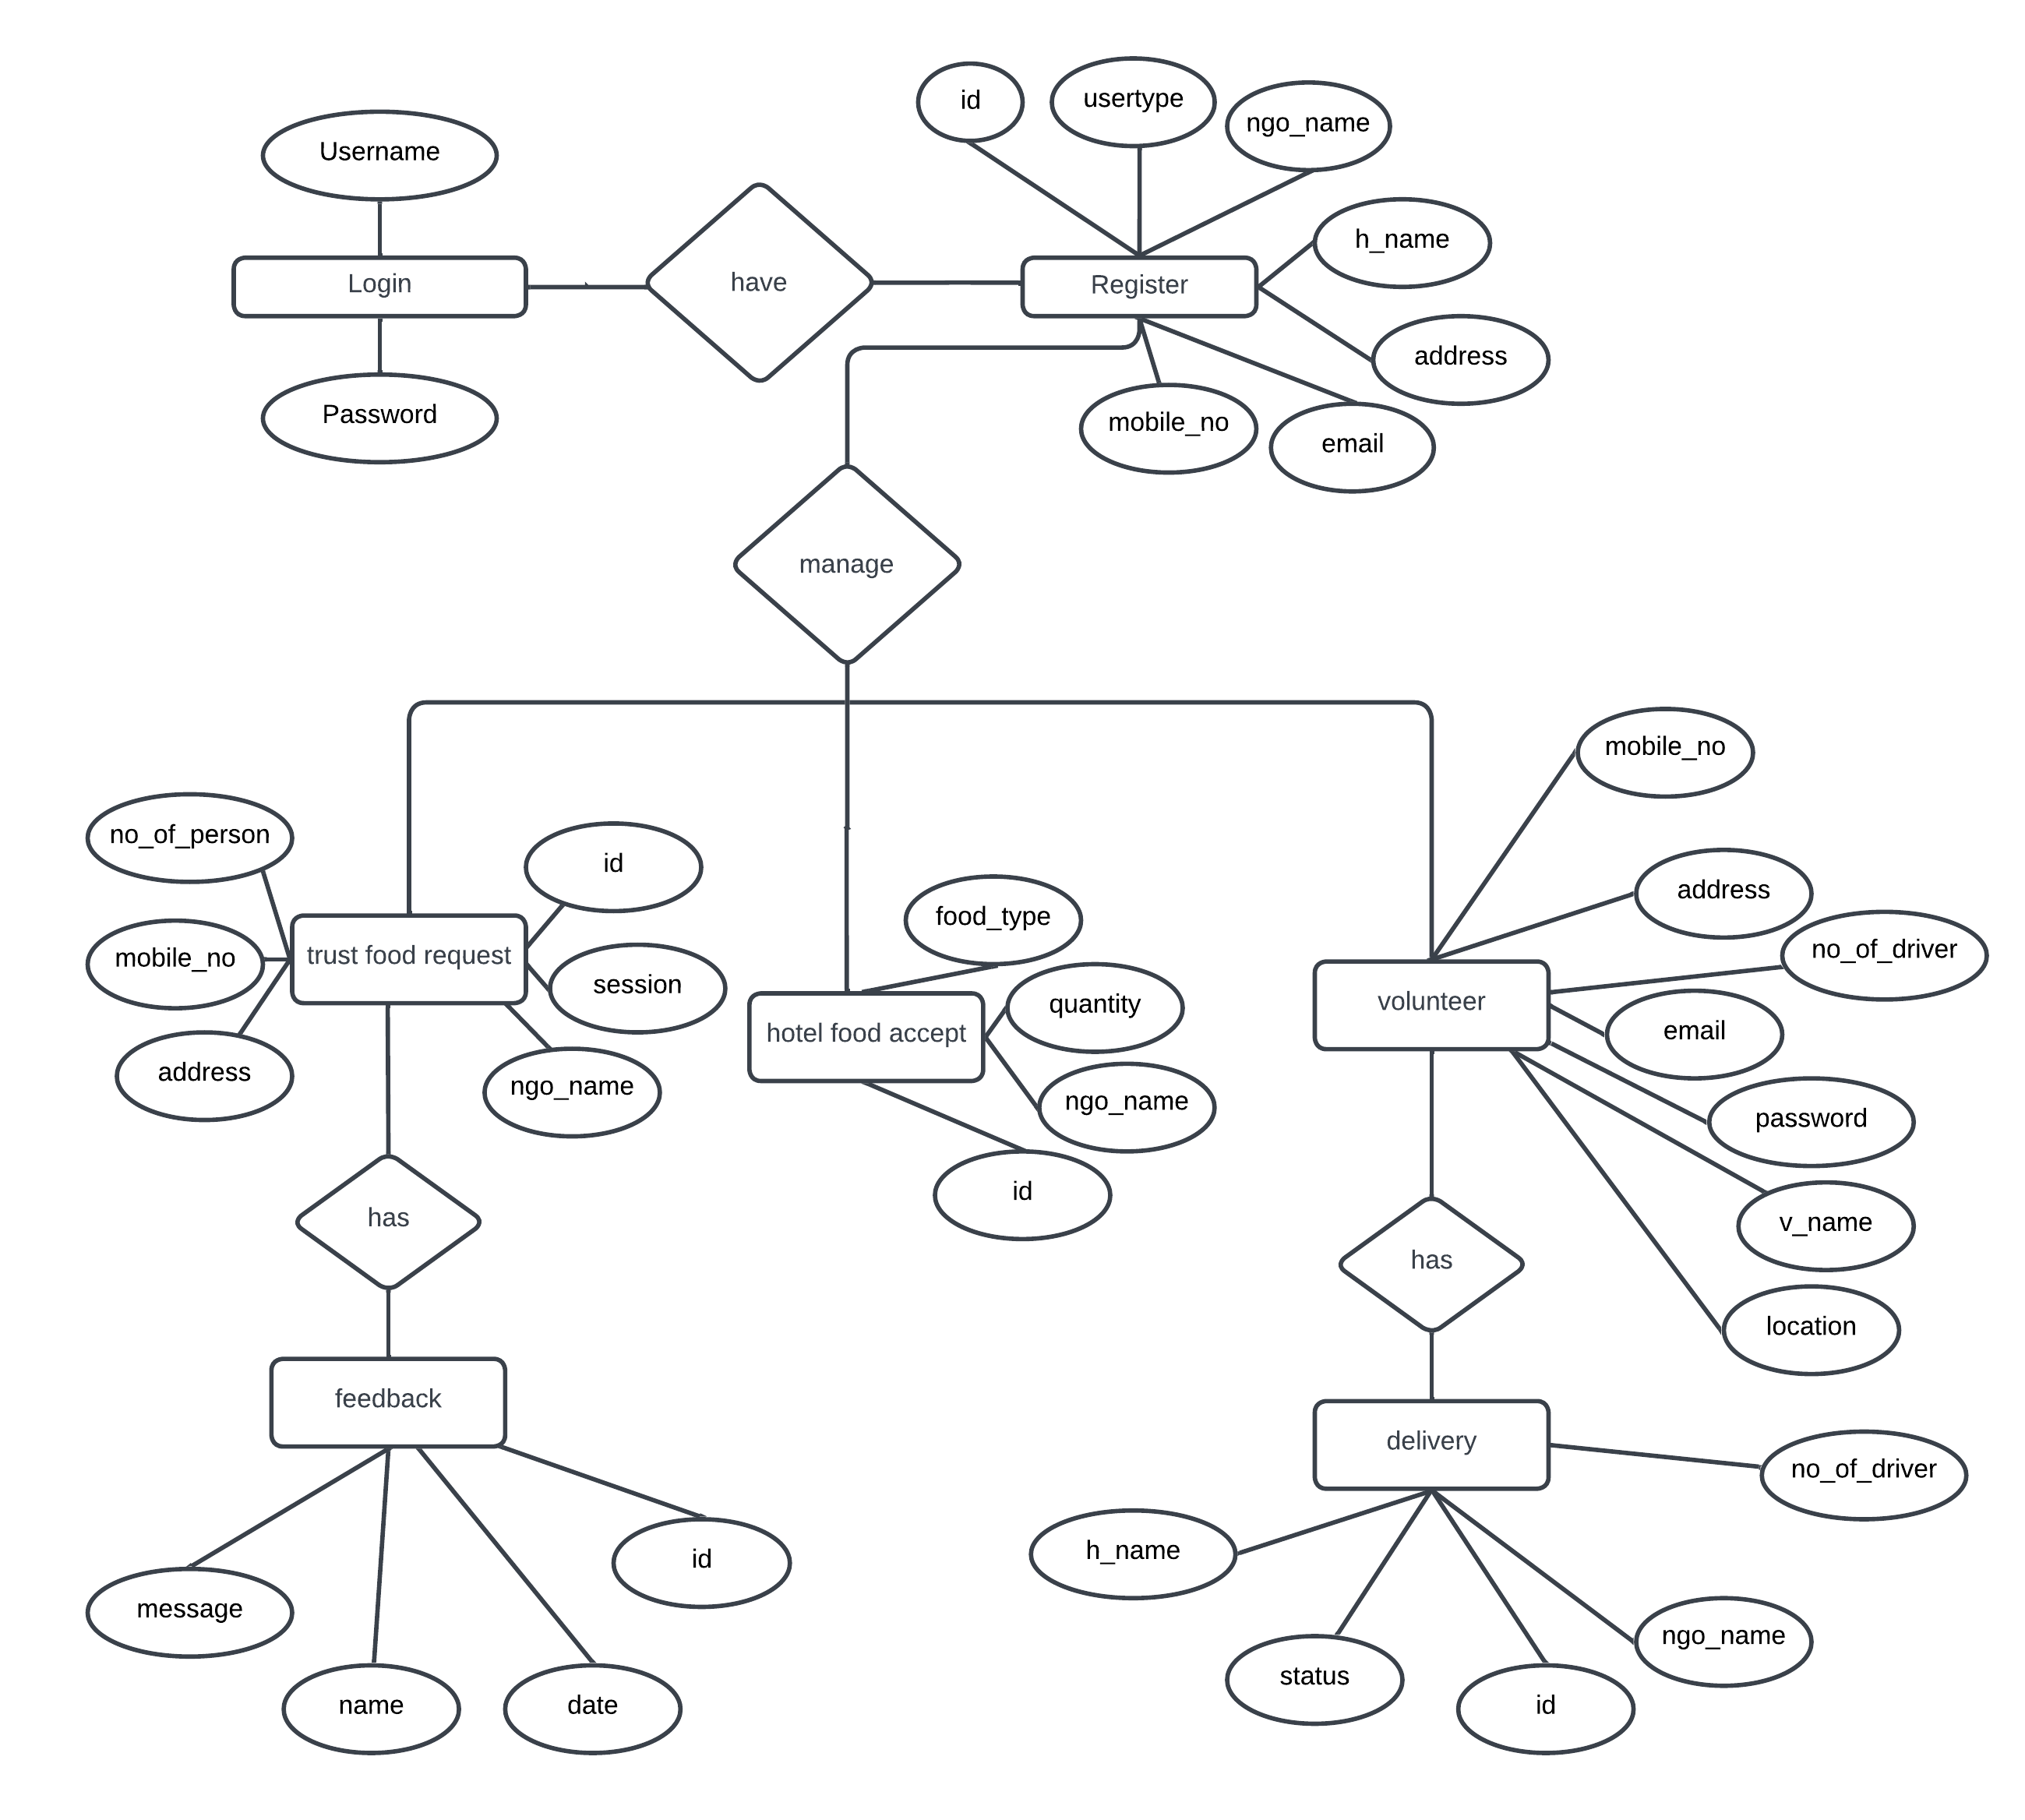 id
usertype
ngo_name
Username
h_name
Login
have
Register
address
Password
mobile_no
email
manage
mobile_no
no_of_person
id
address
food_type
no_of_driver
mobile_no
trust food request
session
quantity
volunteer
email
hotel food accept
address
ngo_name
ngo_name
password
id
has
v_name
has
location
feedback
delivery
no_of_driver
id
h_name
message
ngo_name
status
name
date
id